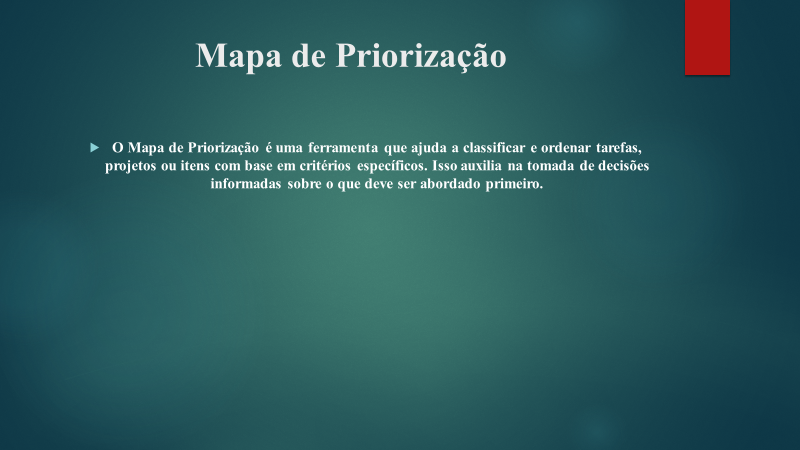 Mapa de Priorização
O Mapa de Priorização é uma ferramenta que ajuda a classificar e ordenar tarefas,
projetos ou itens com base em critérios específicos. Isso auxilia na tomada de decisões
informadas sobre o que deve ser abordado primeiro.